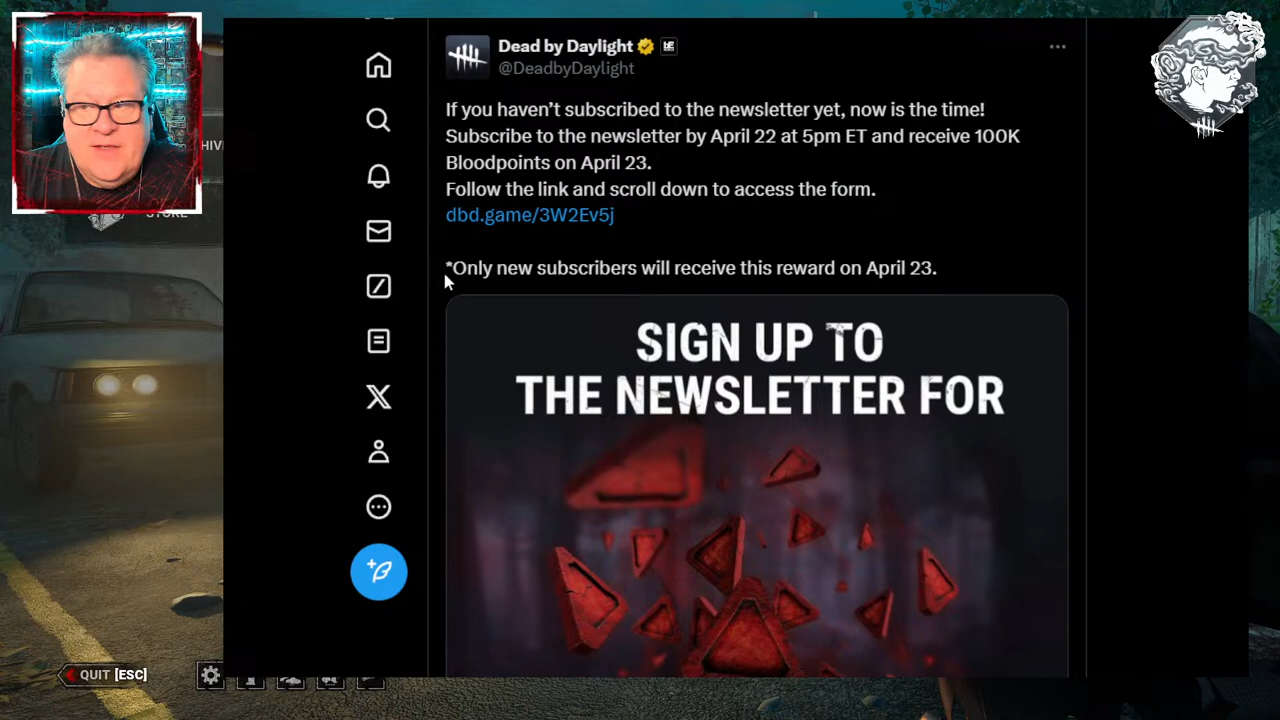 Dead by Daylight
@DeadbyDaylight
If you haven’t subscribed to the newsletter yet, now is the time!
Subscribe to the newsletter by April 22 at 5pm ET and receive 100K
Bloodpoints on April 23.
Follow the link and scroll down to access the form.
dbd.game/3W2Ev5j
*Only new subscribers will receive this reward on April 23.
SIGN UP TO
THE NEWSLETTER FOR
STORE
QUIT [ESC]